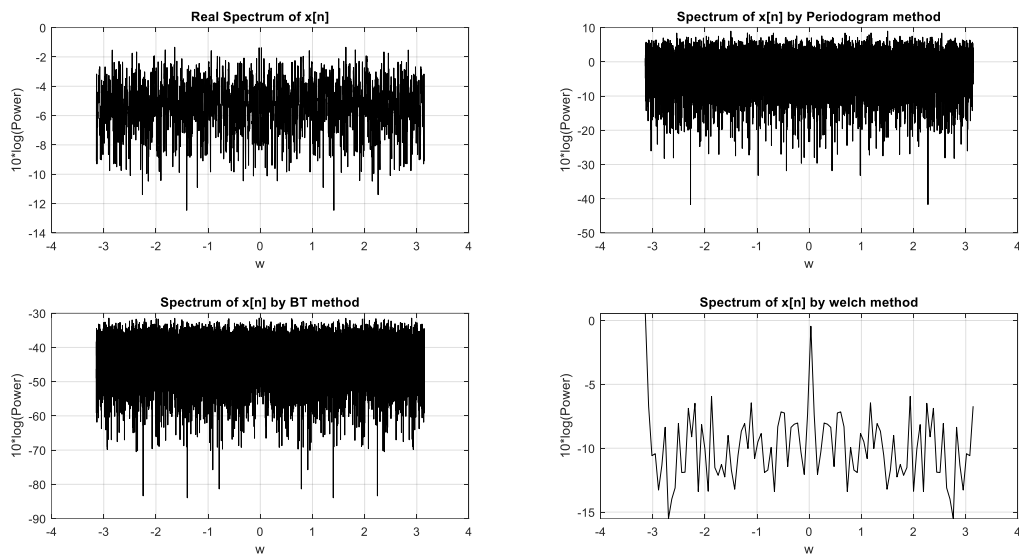 Real Spectrum of x[n]
0
-2
-4
-6
-8
-10
-12
-14
10*log(Power)
-4 -3 -2 -1 0 1 2 3 4
w
Spectrum of x[n] by Periodogram method
10
0
-10
-20
-30
-40
-50
10*log(Power)
-4 -3 -2 -1 0 1 2 3 4
w
Spectrum of x[n] by BT method
-30
-40
-50
-60
-70
-80
-90
10*log(Power)
-4 -3 -2 -1 0 1 2 3 4
w
Spectrum of x[n] by welch method
0
-5
-10
-15
10*log(Power)
-4 -3 -2 -1 0 1 2 3 4
w